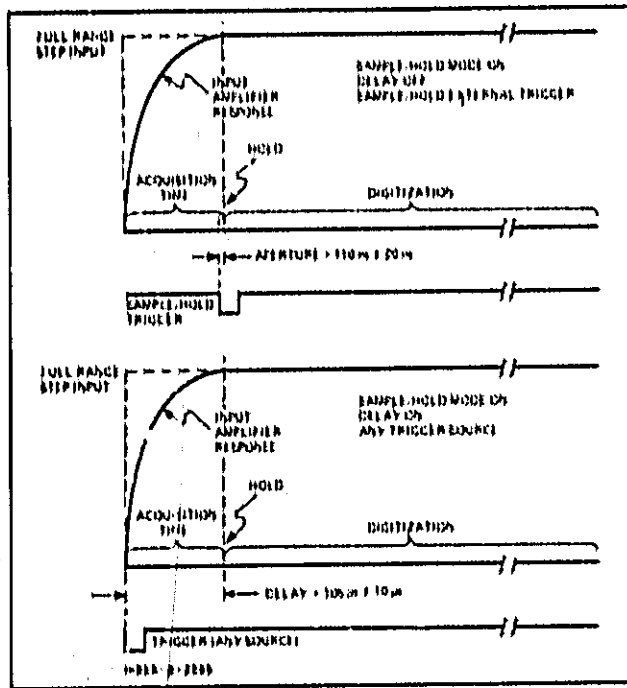 FULL RANGE
STEP INPUT
INPUT
AMPLIFIER
RESPONSE
SAMPLE-HOLD MODE ON
DELAY OFF
SAMPLE-HOLD EXTERNAL TRIGGER
HOLD
ACQUISITION
TIME
DIGITIZATION
APERTURE
SAMPLE-HOLD
TRIGGER
FULL RANGE
STEP INPUT
INPUT
AMPLIFIER
RESPONSE
SAMPLE-HOLD MODE ON
DELAY ON
ANY TRIGGER SOURCE
HOLD
ACQUISITION
TIME
DIGITIZATION
DELAY
TRIGGER (ANY SOURCE)